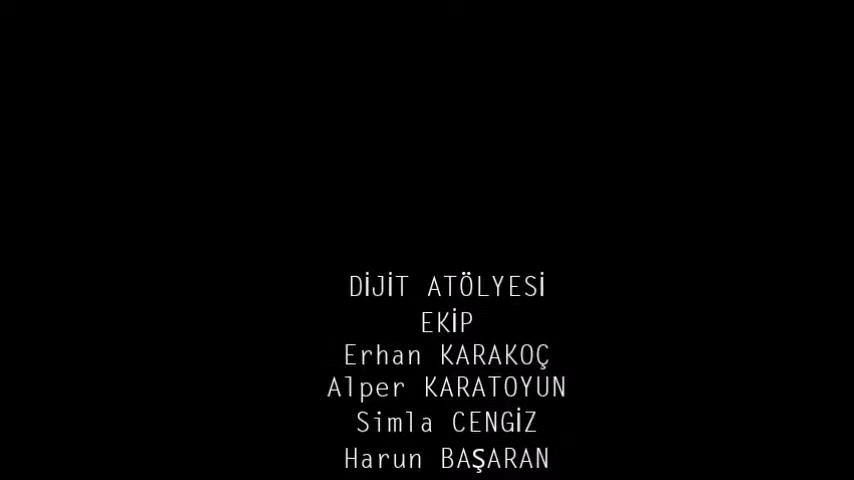 DİJİT ATÖLYESİ
EKİP
Erhan KARAKOÇ
Alper KARATOYUN
Simla CENGİZ
Harun BAŞARAN